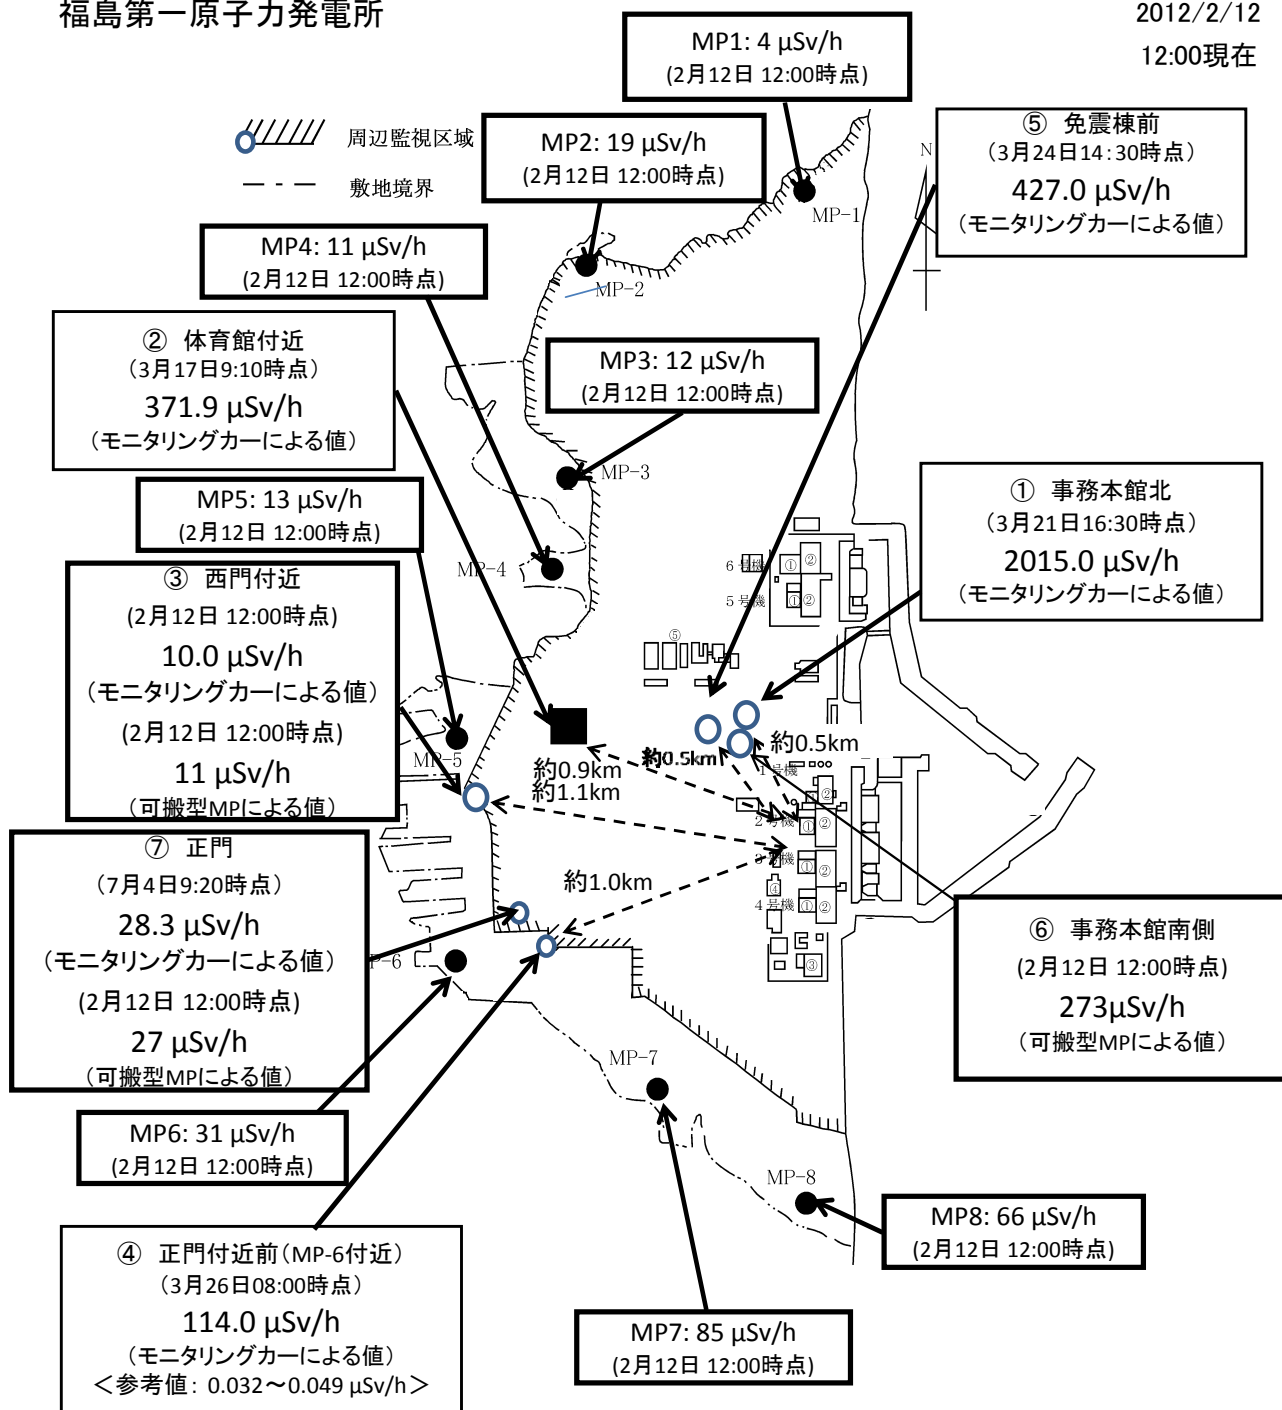 福島第一原子力発電所
2012/2/12
12:00現在
周辺監視区域
敷地境界
MP1: 4 μSv/h
(2月12日 12:00時点)
MP2: 19 μSv/h
(2月12日 12:00時点)
⑤ 免震棟前
(3月24日14:30時点)
427.0 μSv/h
(モニタリングカーによる値)
N
MP-1
MP4: 11 μSv/h
(2月12日 12:00時点)
MP-2
② 体育館付近
(3月17日9:10時点)
371.9 μSv/h
(モニタリングカーによる値)
MP3: 12 μSv/h
(2月12日 12:00時点)
MP-3
MP5: 13 μSv/h
(2月12日 12:00時点)
① 事務本館北
(3月21日16:30時点)
2015.0 μSv/h
(モニタリングカーによる値)
MP-4
③ 西門付近
(2月12日 12:00時点)
10.0 μSv/h
(モニタリングカーによる値)
(2月12日 12:00時点)
11 μSv/h
(可搬型MPによる値)
6号機
① ②
5号機
① ②
⑤
MP-5
約0.9km
約1.1km
約0.5km
約0.5km
1号機
②
2号機
① ②
3号機
① ②
④
4号機
① ②
③
約1.0km
⑦ 正門
(7月4日9:20時点)
28.3 μSv/h
(モニタリングカーによる値)
(2月12日 12:00時点)
27 μSv/h
(可搬型MPによる値)
P-6
⑥ 事務本館南側
(2月12日 12:00時点)
273μSv/h
(可搬型MPによる値)
MP-7
MP6: 31 μSv/h
(2月12日 12:00時点)
MP-8
MP8: 66 μSv/h
(2月12日 12:00時点)
④ 正門付近前(MP-6付近)
(3月26日08:00時点)
114.0 μSv/h
(モニタリングカーによる値)
<参考値: 0.032～0.049 μSv/h>
MP7: 85 μSv/h
(2月12日 12:00時点)